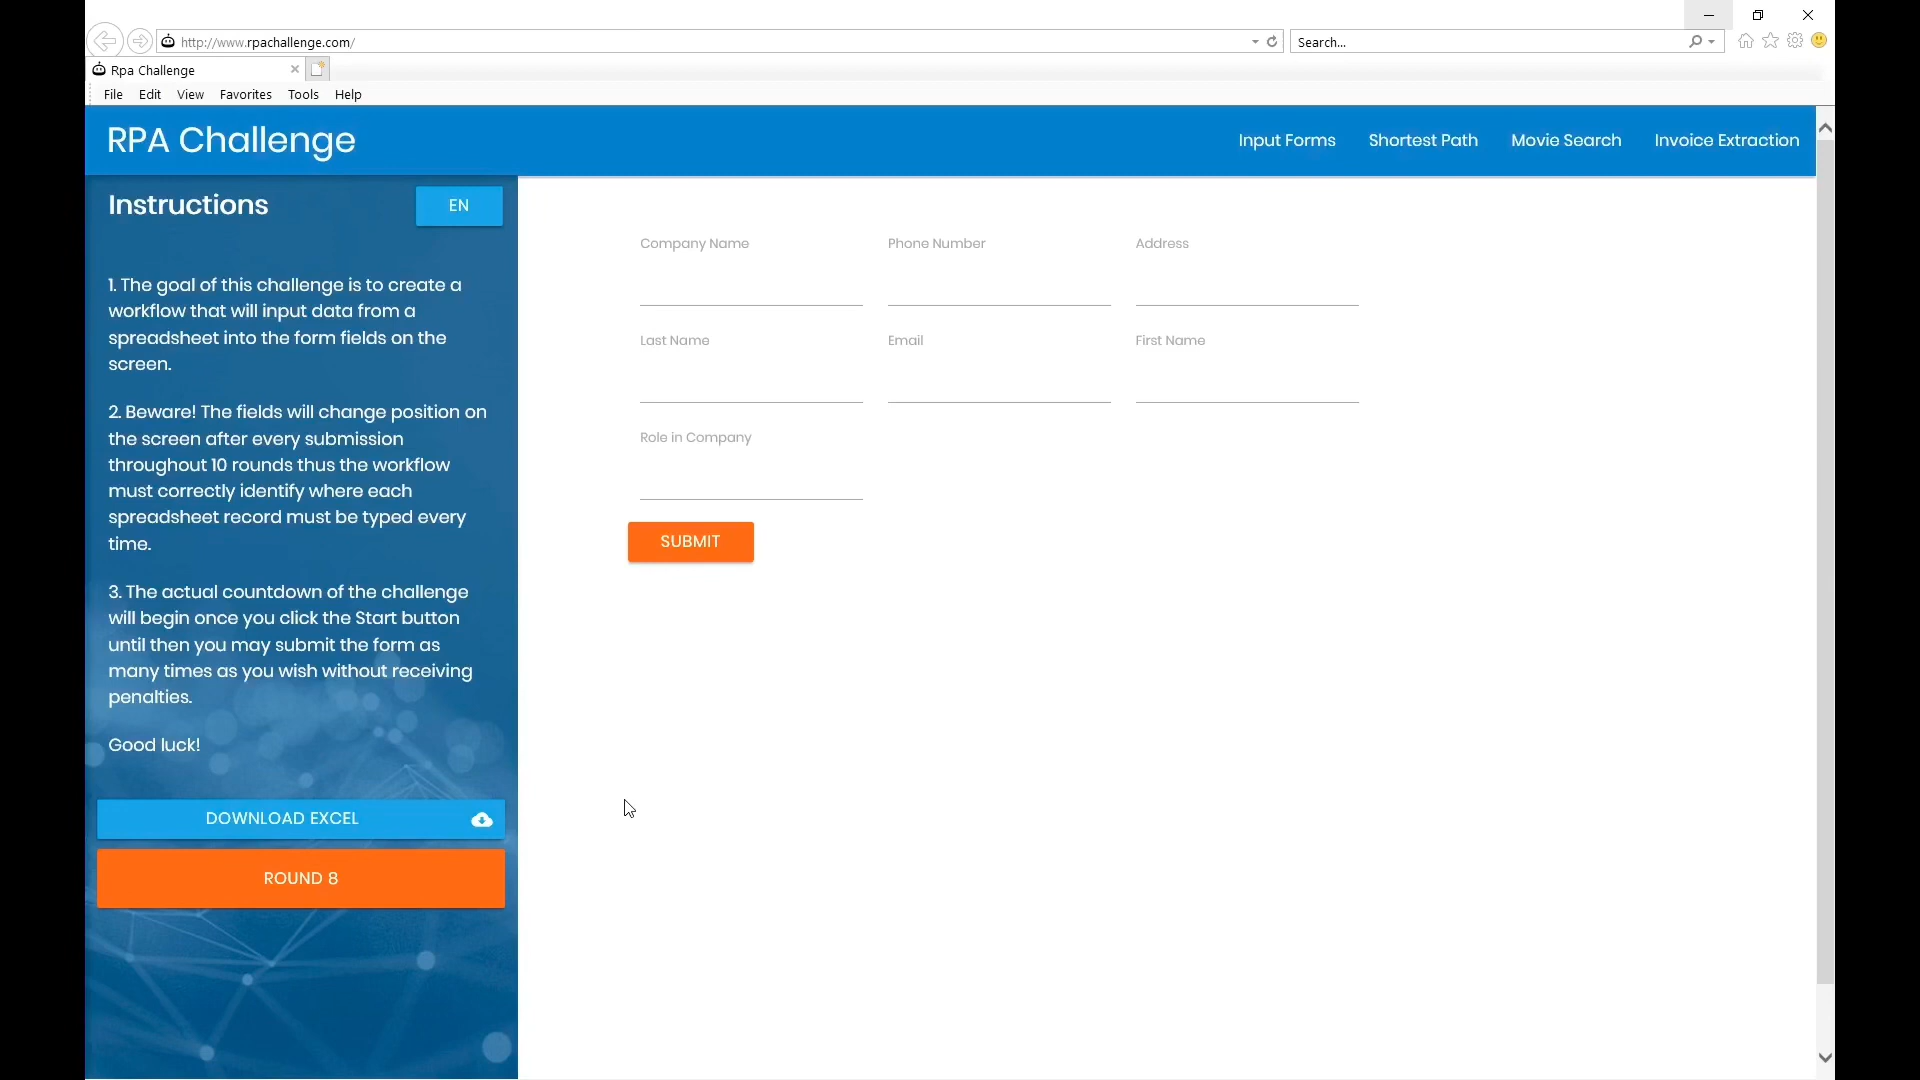 http://www.rpachallenge.com/
Search...
Rpa Challenge
File Edit View Favorites Tools Help
RPA Challenge
Input Forms Shortest Path Movie Search Invoice Extraction
Instructions
EN
1. The goal of this challenge is to create a
workflow that will input data from a
spreadsheet into the form fields on the
screen.
2. Beware! The fields will change position on
the screen after every submission
throughout 10 rounds thus the workflow
must correctly identify where each
spreadsheet record must be typed every
time.
3. The actual countdown of the challenge
will begin once you click the Start button
until then you may submit the form as
many times as you wish without receiving
penalties.
Good luck!
DOWNLOAD EXCEL
ROUND 8
Company Name Phone Number Address
Last Name Email First Name
Role in Company
SUBMIT